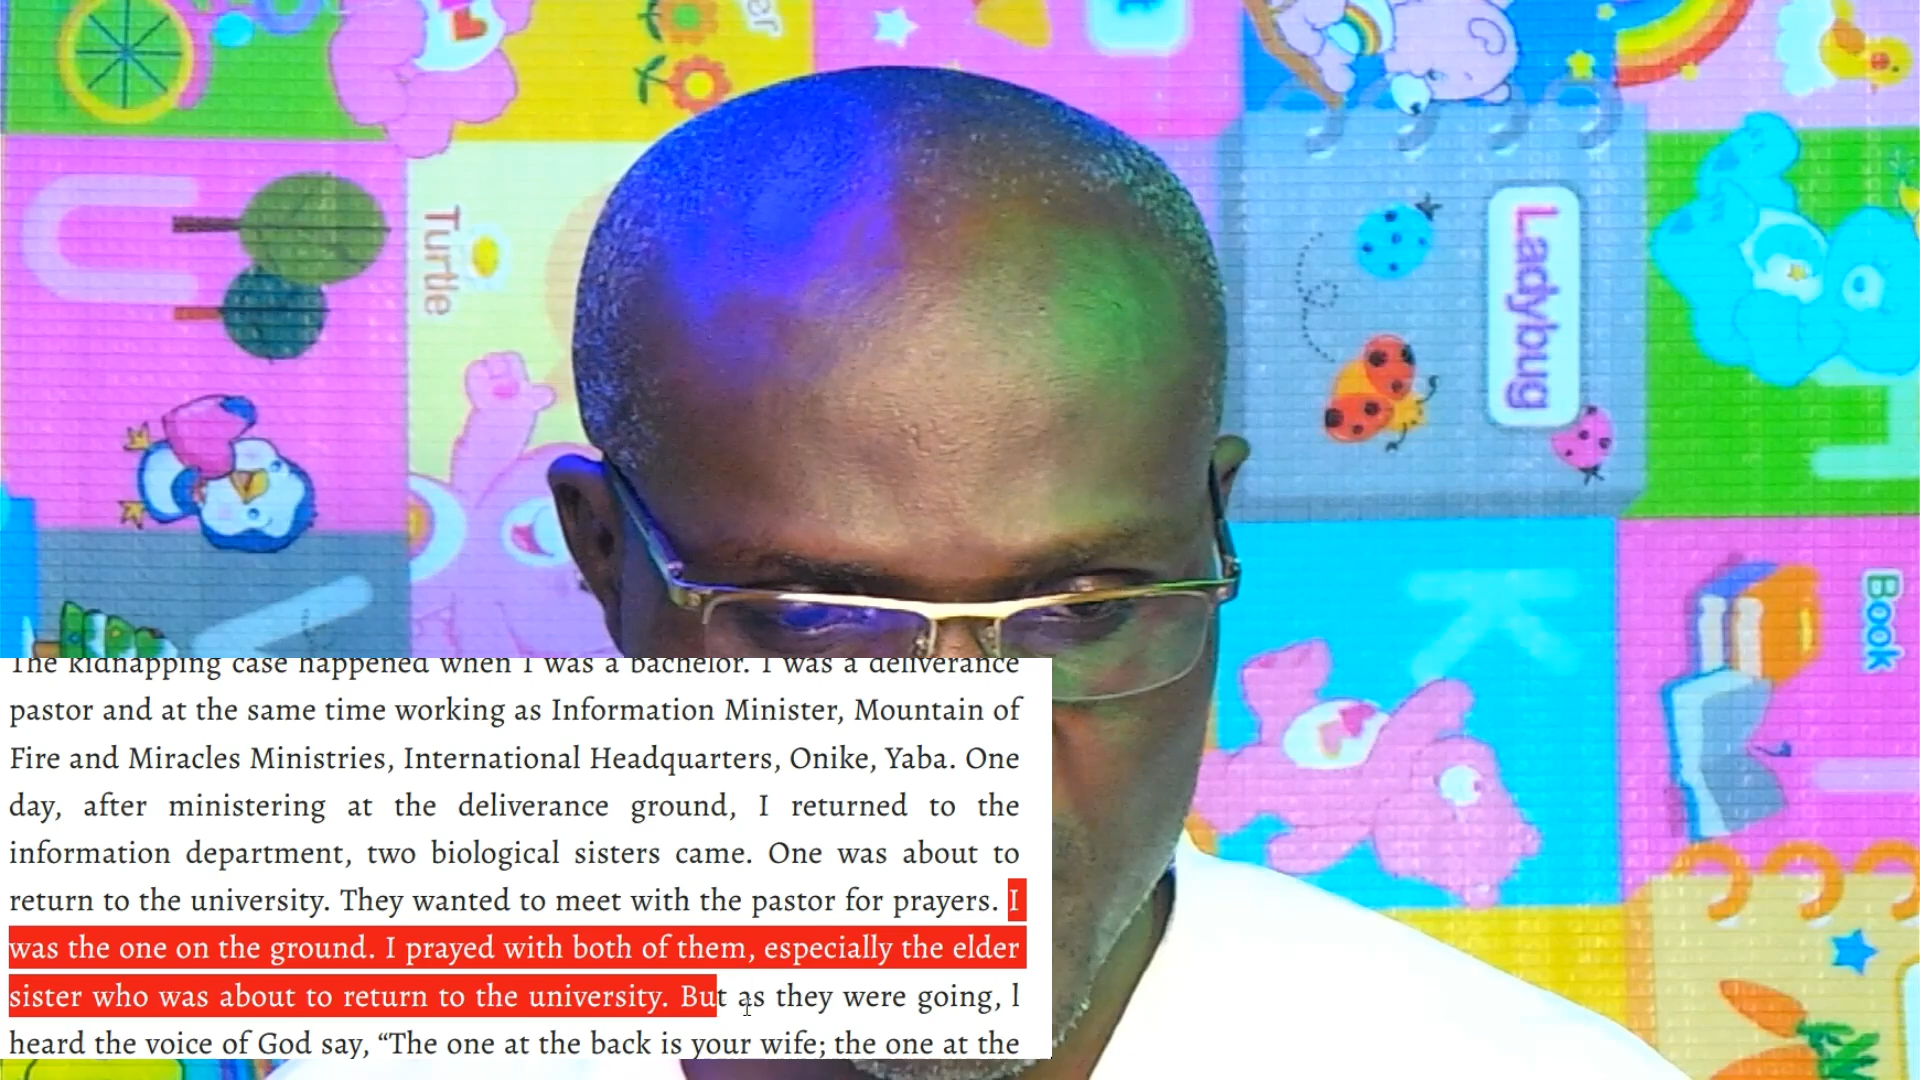 er
Turtle
Ladybug
Book
The kidnapping case happened when I was a bachelor. I was a deliverance
pastor and at the same time working as Information Minister, Mountain of
Fire and Miracles Ministries, International Headquarters, Onike, Yaba. One
day, after ministering at the deliverance ground, I returned to the
information department, two biological sisters came. One was about to
return to the university. They wanted to meet with the pastor for prayers. I
was the one on the ground. I prayed with both of them, especially the elder
sister who was about to return to the university. But as they were going, l
heard the voice of God say, “The one at the back is your wife; the one at the